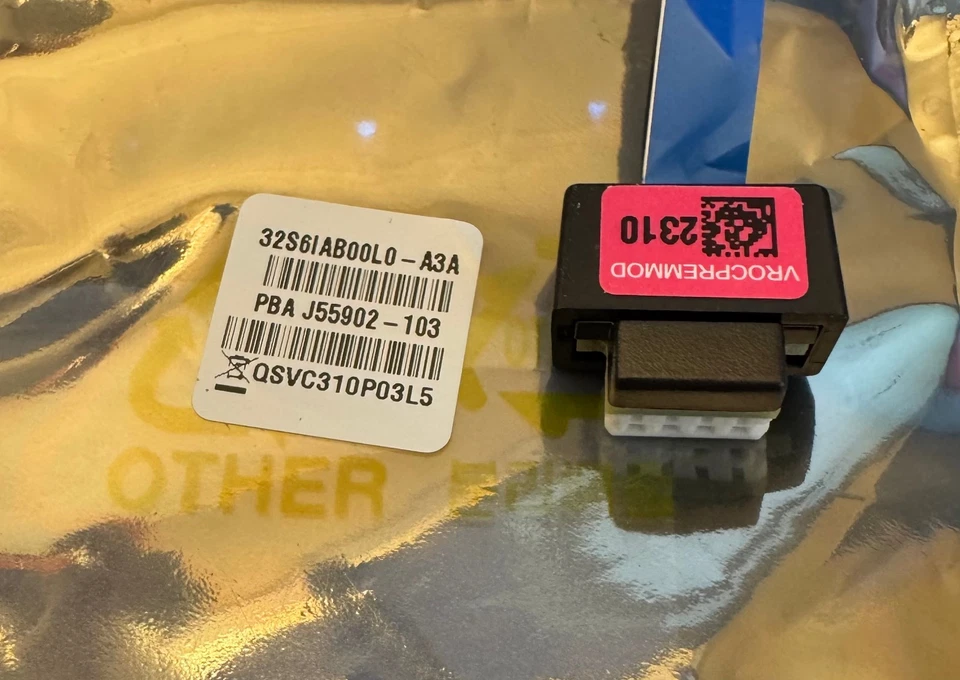 32S6IAB00L0-A3A
PBA J55902-103
QSVC310P03L5
VROCPREMMOD
2310
OTHER